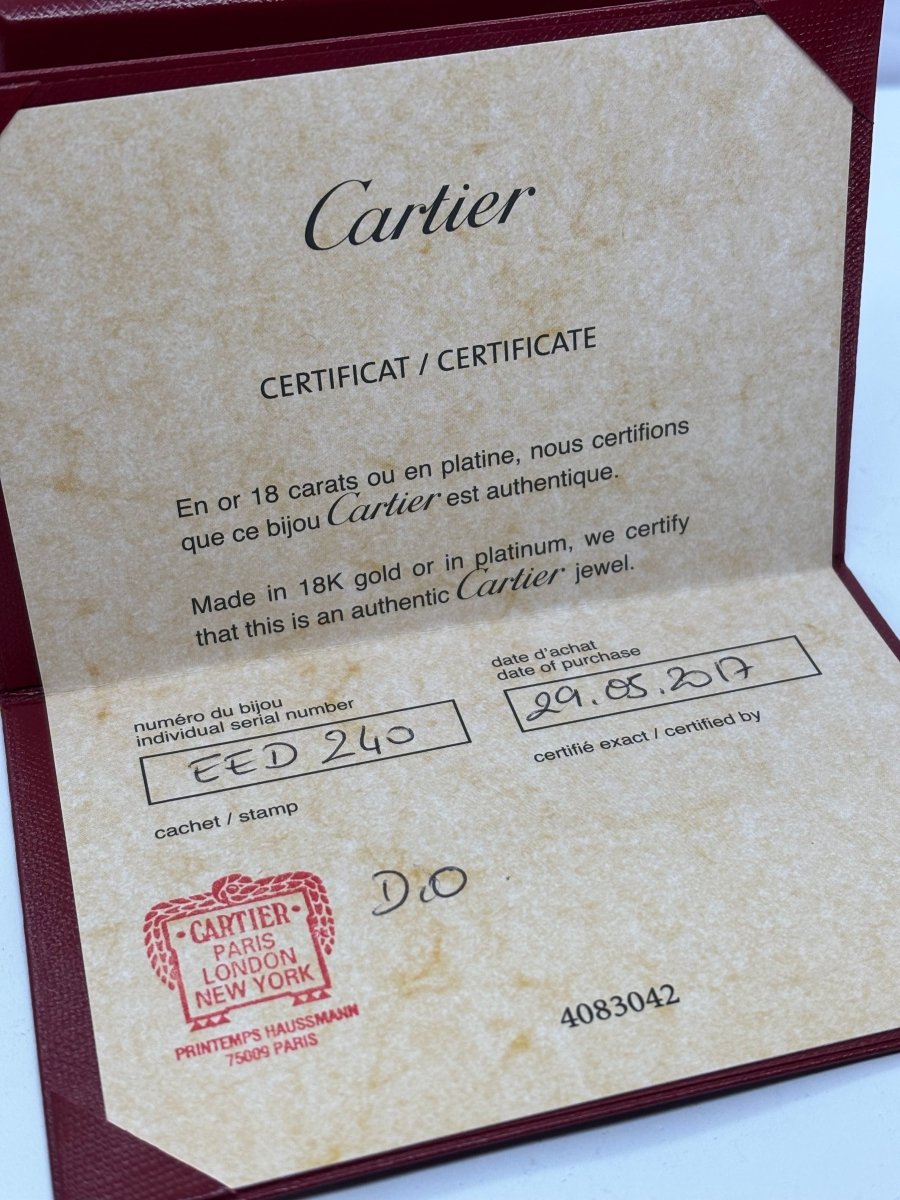 Cartier
CERTIFICAT / CERTIFICATE
En or 18 carats ou en platine, nous certifions
que ce bijou Cartier est authentique.
Made in 18K gold or in platinum, we certify
that this is an authentic Cartier jewel.
numéro du bijou
individual serial number
EED 240
date d'achat
date of purchase
29.05.2017
cachet / stamp
certifié exact / certified by
CARTIER
PARIS
LONDON
NEW YORK
PRINTEMPS HAUSSMANN
75009 PARIS
4083042